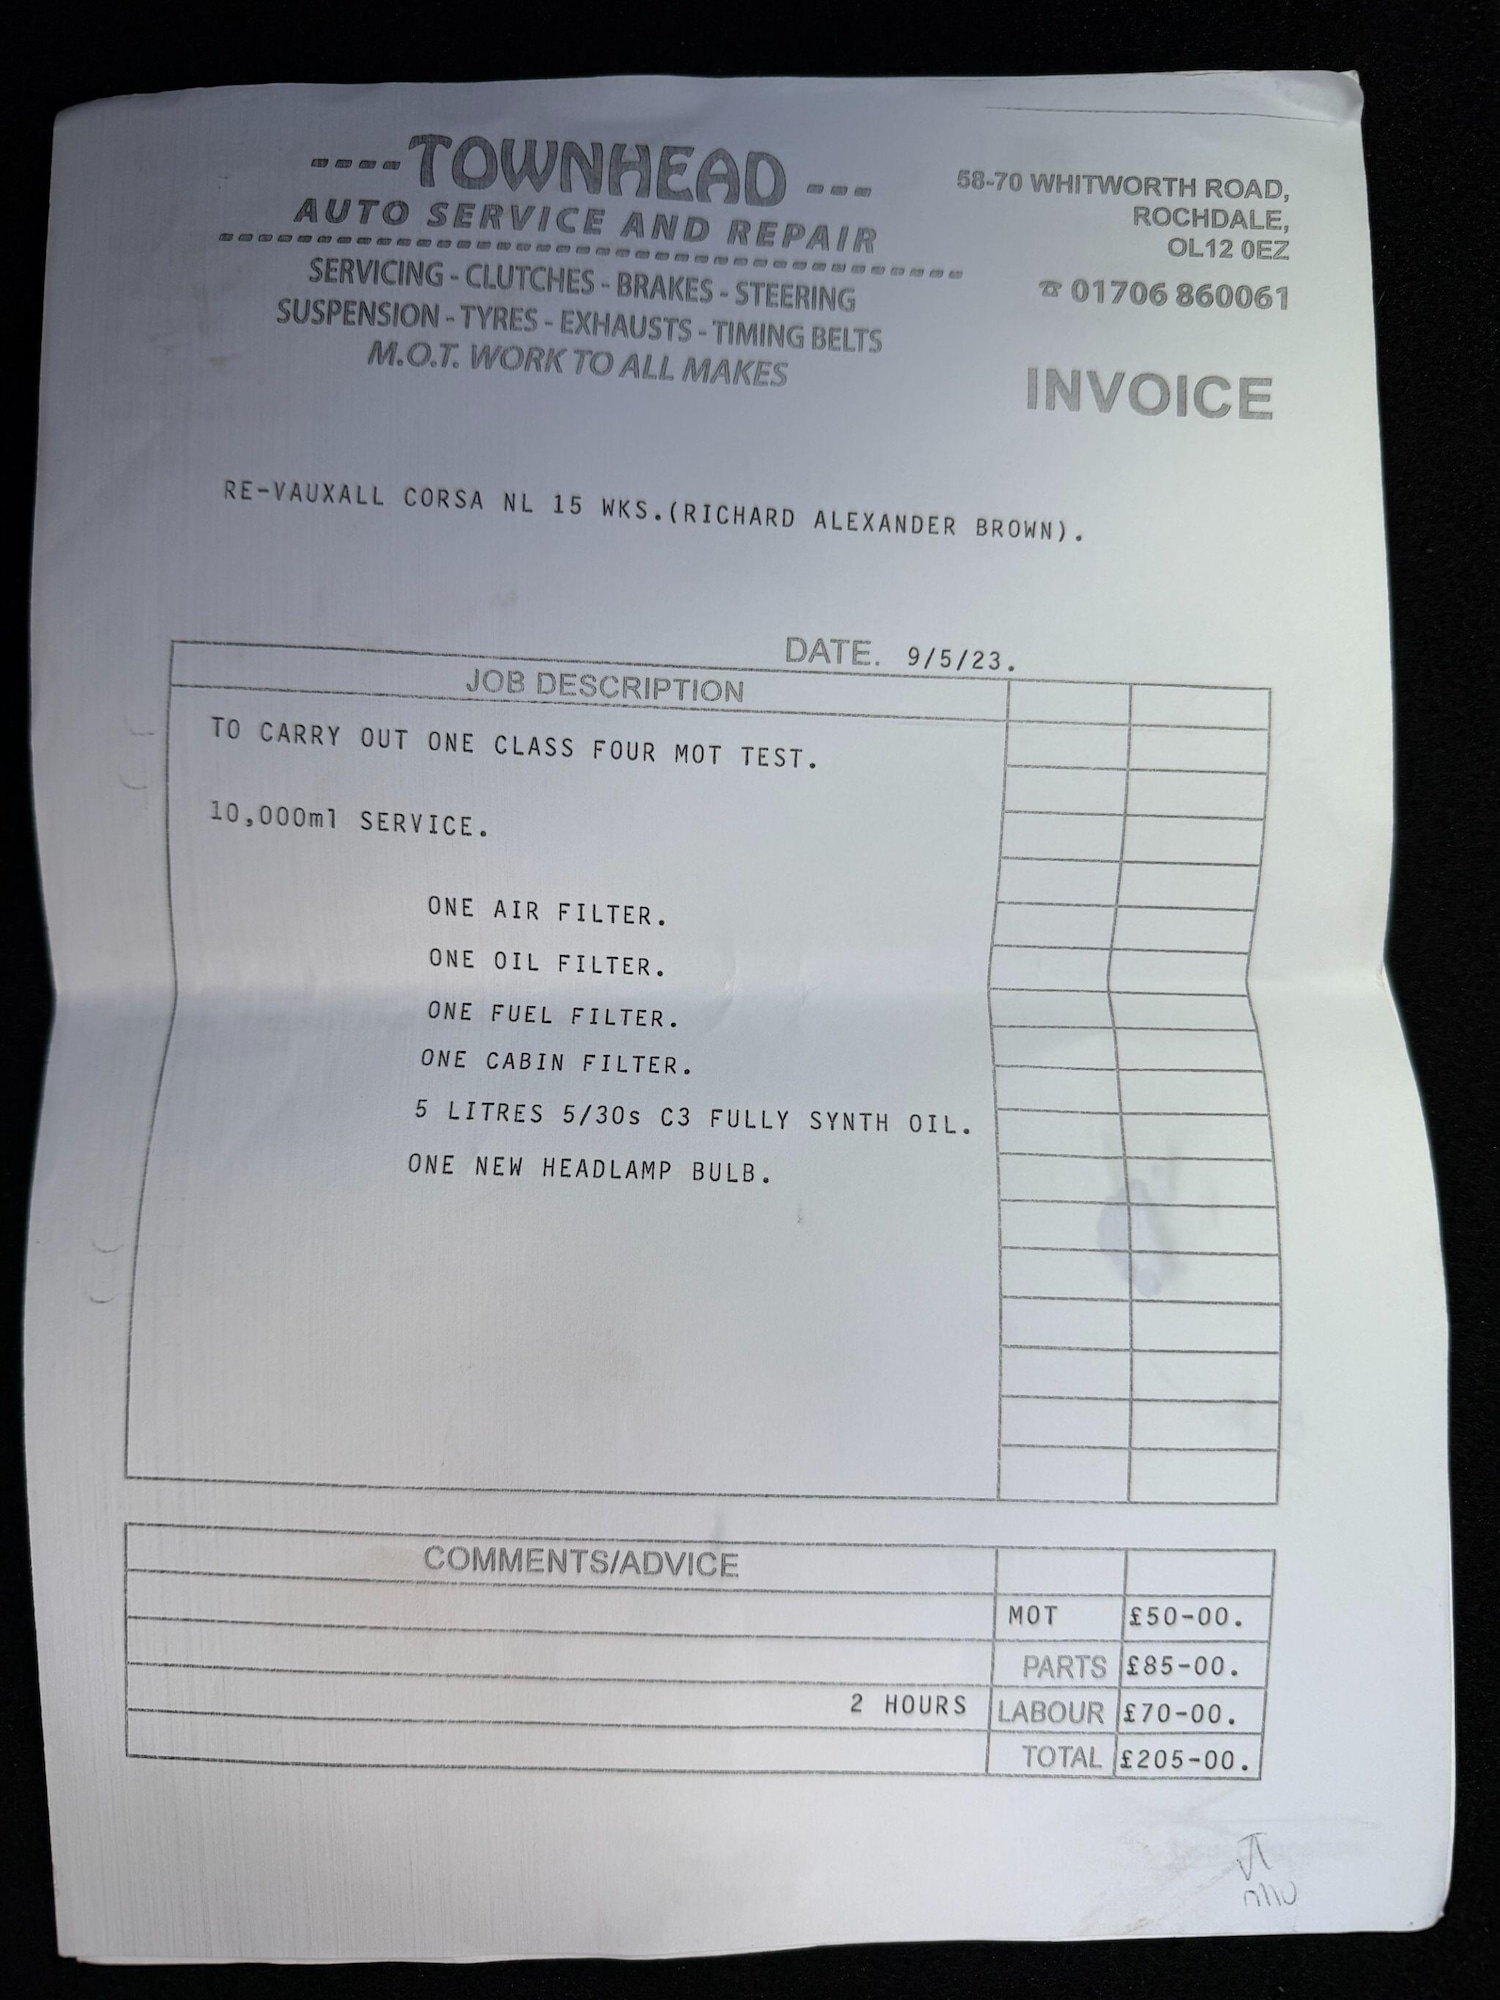 ----TOWNHEAD---
AUTO SERVICE AND REPAIR
SERVICING - CLUTCHES - BRAKES - STEERING
SUSPENSION - TYRES - EXHAUSTS - TIMING BELTS
M.O.T. WORK TO ALL MAKES
58-70 WHITWORTH ROAD,
ROCHDALE,
OL12 0EZ
☎ 01706 860061
INVOICE
RE-VAUXALL CORSA NL 15 WKS.(RICHARD ALEXANDER BROWN).
DATE. 9/5/23.
JOB DESCRIPTION
TO CARRY OUT ONE CLASS FOUR MOT TEST.
10,000ml SERVICE.
ONE AIR FILTER.
ONE OIL FILTER.
ONE FUEL FILTER.
ONE CABIN FILTER.
5 LITRES 5/30s C3 FULLY SYNTH OIL.
ONE NEW HEADLAMP BULB.
COMMENTS/ADVICE
MOT £50-00.
PARTS £85-00.
2 HOURS LABOUR £70-00.
TOTAL £205-00.